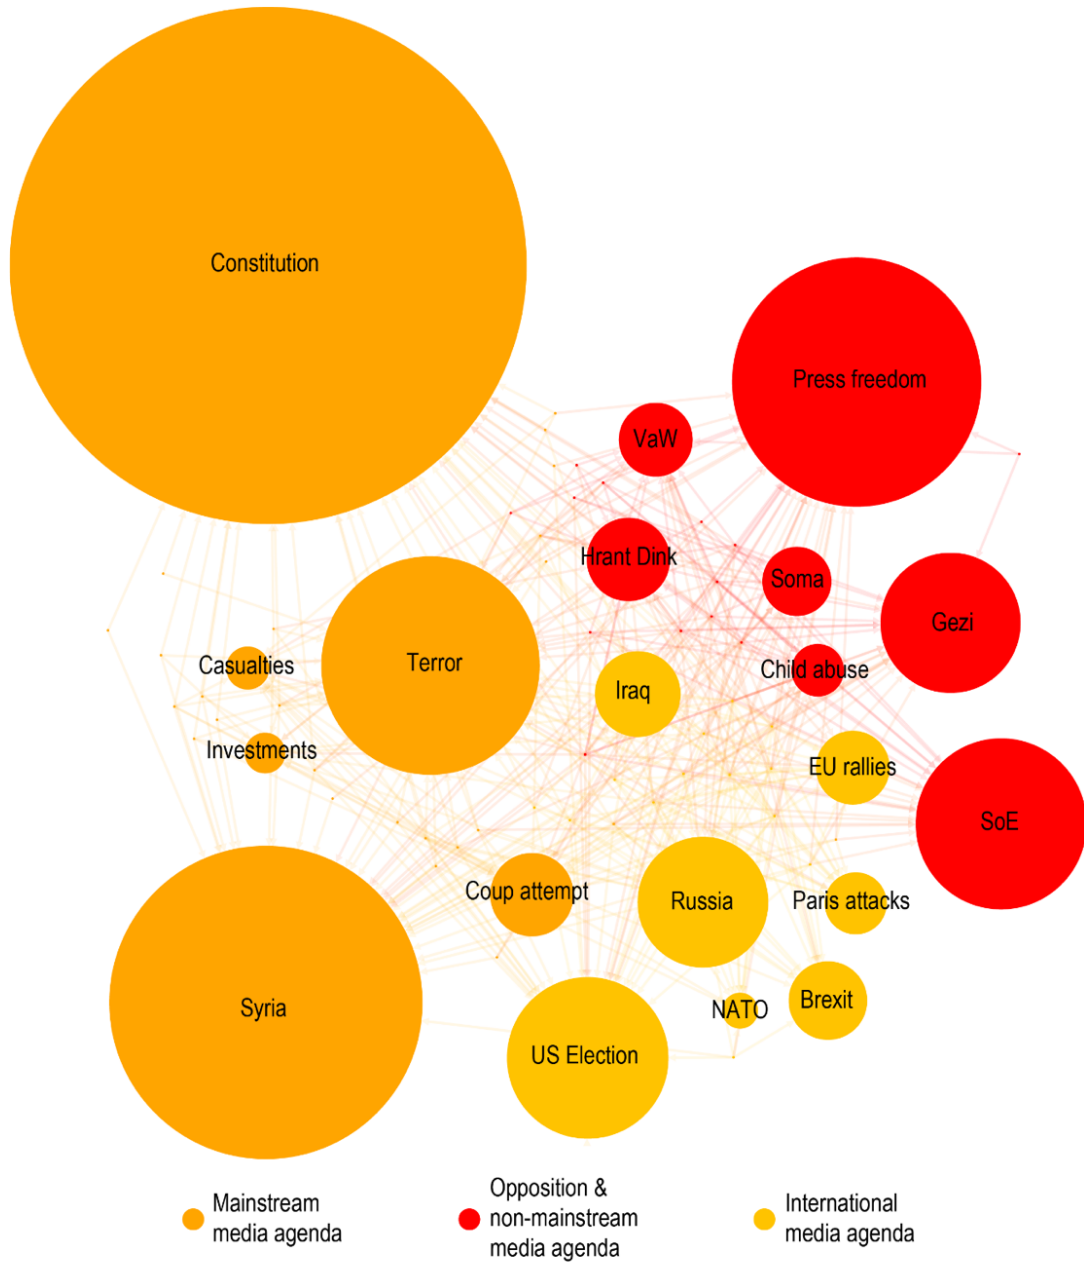 Constitution
Press freedom
VaW
Hrant Dink
Soma
Gezi
Terror
Casualties
Child abuse
Iraq
Investments
EU rallies
SoE
Coup attempt
Russia
Paris attacks
Syria
NATO
Brexit
US Election
Mainstream
media agenda
Opposition &
non-mainstream
media agenda
International
media agenda